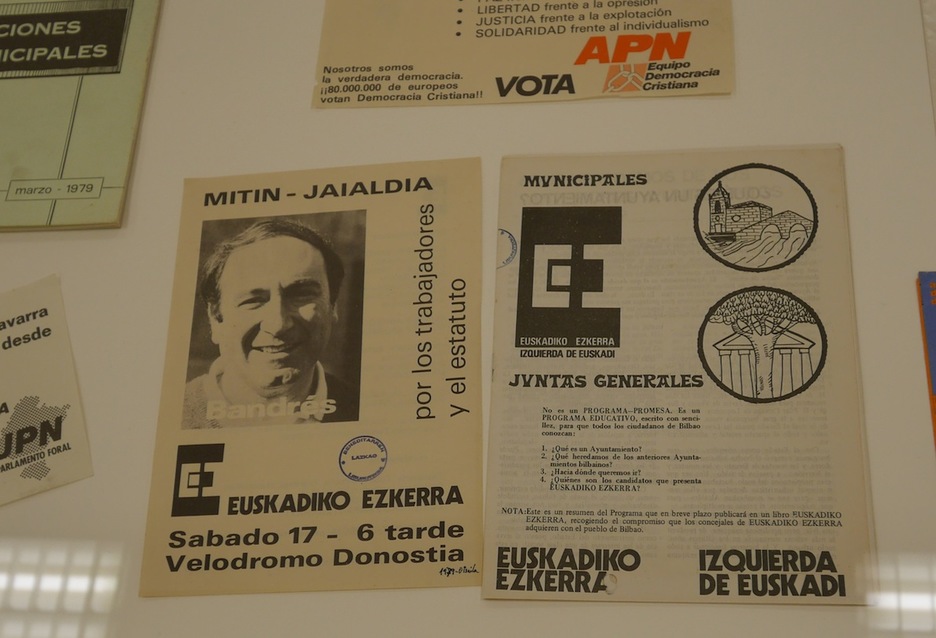 CIONES
ICIPALES
marzo - 1979
avarra
desde
A
UPN
PARLAMENTO FORAL
• LIBERTAD frente a la opresión
• JUSTICIA frente a la explotación
• SOLIDARIDAD frente al individualismo
Nosotros somos
la verdadera democracia.
¡¡80.000.000 de europeos
votan Democracia Cristiana!!
VOTA
APN
Equipo
Democracia
Cristiana
MITIN - JAIALDIA
Bandrés
por los trabajadores
y el estatuto
LAZKAO
EUSKADIKO EZKERRA
Sabado 17 - 6 tarde
Velodromo Donostia
MVNICIPALES
EUSKADIKO EZKERRA
IZQUIERDA DE EUSKADI
JVNTAS GENERALES
No es un PROGRAMA-PROMESA. Es un
PROGRAMA EDUCATIVO, escrito con senci-
llez, para que todos los ciudadanos de Bilbao
conozcan:
1. ¿Qué es un Ayuntamiento?
2. ¿Qué heredamos de los anteriores Ayunta-
mientos bilbainos?
3. ¿Hacia dónde queremos ir?
4. ¿Quiénes son los candidatos que presenta
EUSKADIKO EZKERRA?
NOTA: Este es un resumen del Programa que en breve plazo publicará en un libro EUSKADIKO
EZKERRA, recogiendo el compromiso que los concejales de EUSKADIKO EZKERRA
adquieren con el pueblo de Bilbao.
EUSKADIKO
EZKERRA
IZQUIERDA
DE EUSKADI